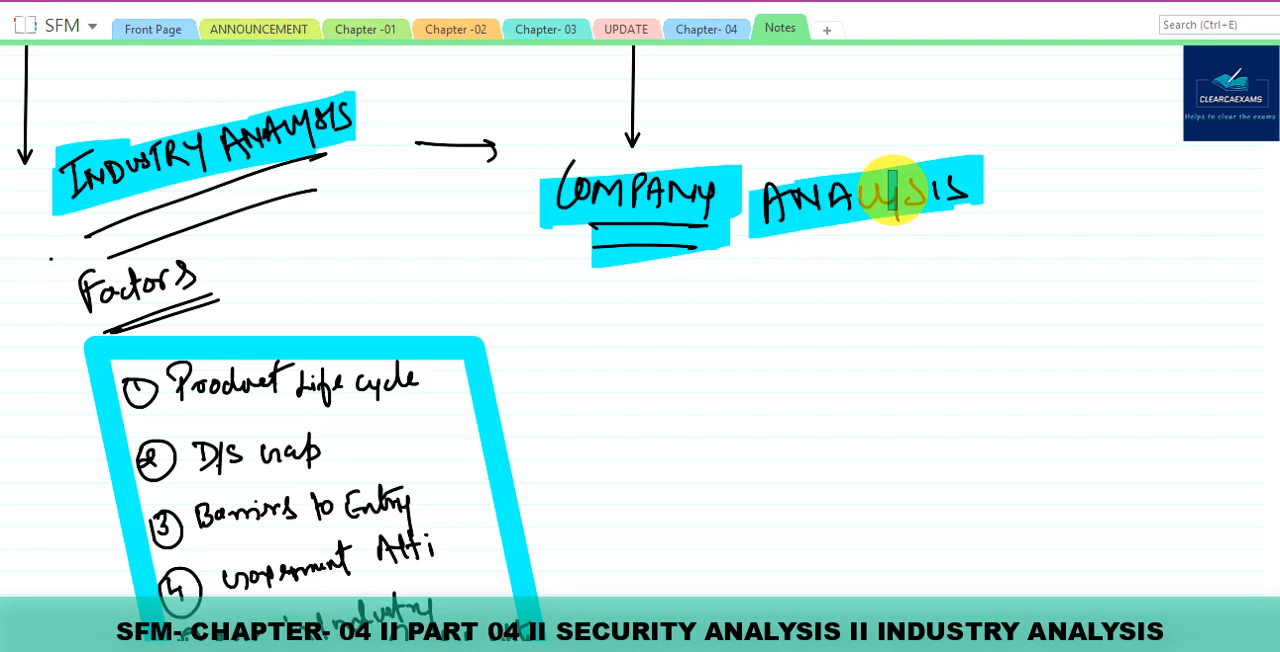 SFM
Front Page
ANNOUNCEMENT
Chapter -01
Chapter -02
Chapter- 03
UPDATE
Chapter- 04
Notes
+
Search (Ctrl+E)
CLEARCAEXAMS
Helps to clear the exams
INDUSTRY ANALYSIS
COMPANY ANALYSIS
Factors
① Product Life cycle
② D/S Gap
③ Barriers to Entry
④ Government Atti
industry
SFM- CHAPTER- 04 II PART 04 II SECURITY ANALYSIS II INDUSTRY ANALYSIS